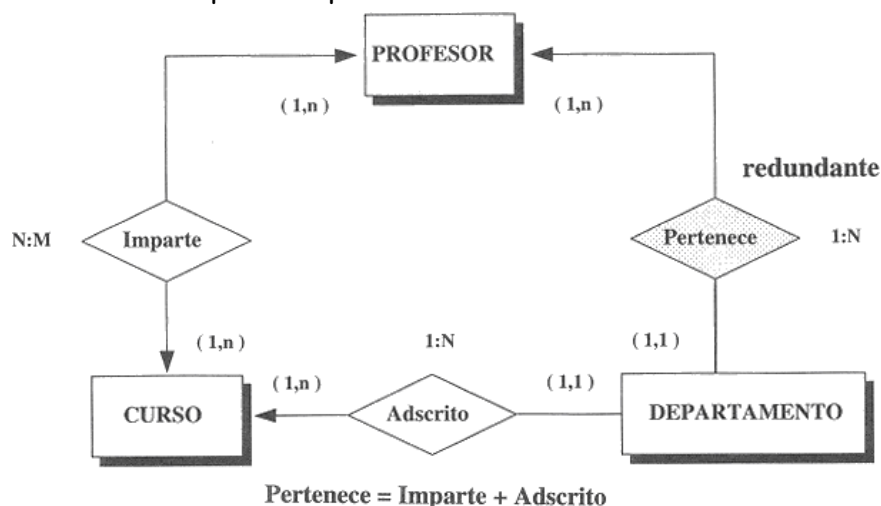 PROFESOR
( 1,n )
( 1,n )
redundante
N:M
Imparte
Pertenece
1:N
( 1,n )
1:N
( 1,1 )
CURSO
( 1,n )
Adscrito
( 1,1 )
DEPARTAMENTO
Pertenece = Imparte + Adscrito